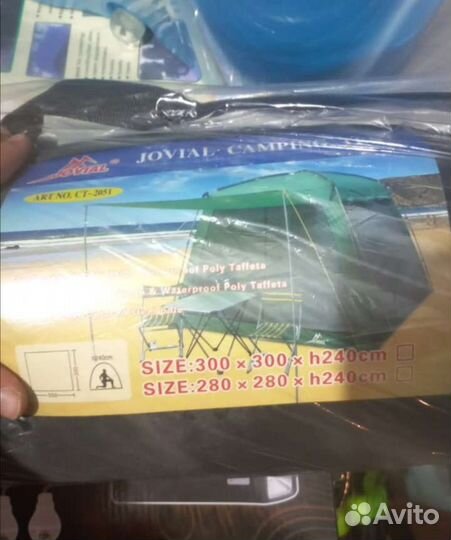 JOVIAL CAMPING
JOVIAL ®
ART NO. CT-2051
Poly Taffeta
& Waterproof Poly Taffeta
SIZE:300 × 300 × h240cm
SIZE:280 × 280 × h240cm
Avito